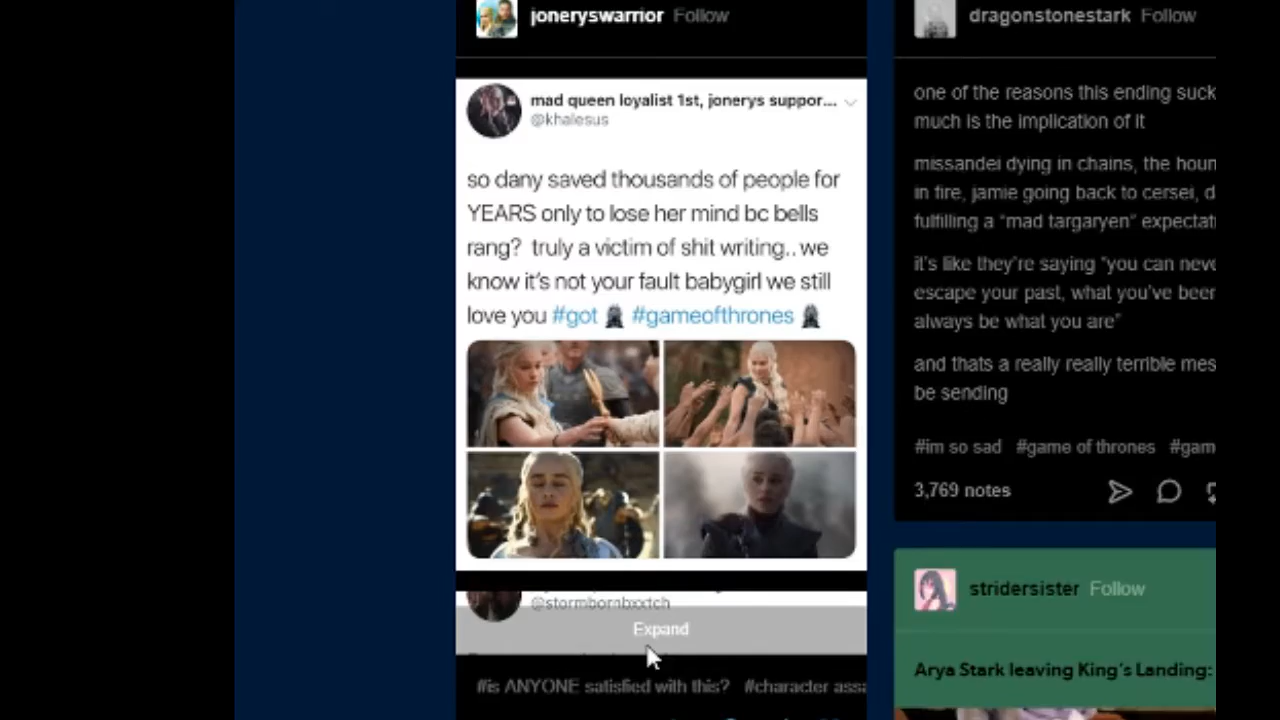 joneryswarrior Follow
mad queen loyalist 1st, jonerys suppor...
@khalesus
so dany saved thousands of people for
YEARS only to lose her mind bc bells
rang? truly a victim of shit writing.. we
know it's not your fault babygirl we still
love you #got #gameofthrones
@stormbornbxxtch
Expand
#is ANYONE satisfied with this? #character assa
dragonstonestark Follow
one of the reasons this ending suck
much is the implication of it
missandei dying in chains, the houn
in fire, jamie going back to cersei, d
fulfilling a "mad targaryen" expectati
it's like they're saying "you can neve
escape your past, what you've been
always be what you are"
and thats a really really terrible mes
be sending
#im so sad #game of thrones #gam
3,769 notes
stridersister Follow
Arya Stark leaving King's Landing: